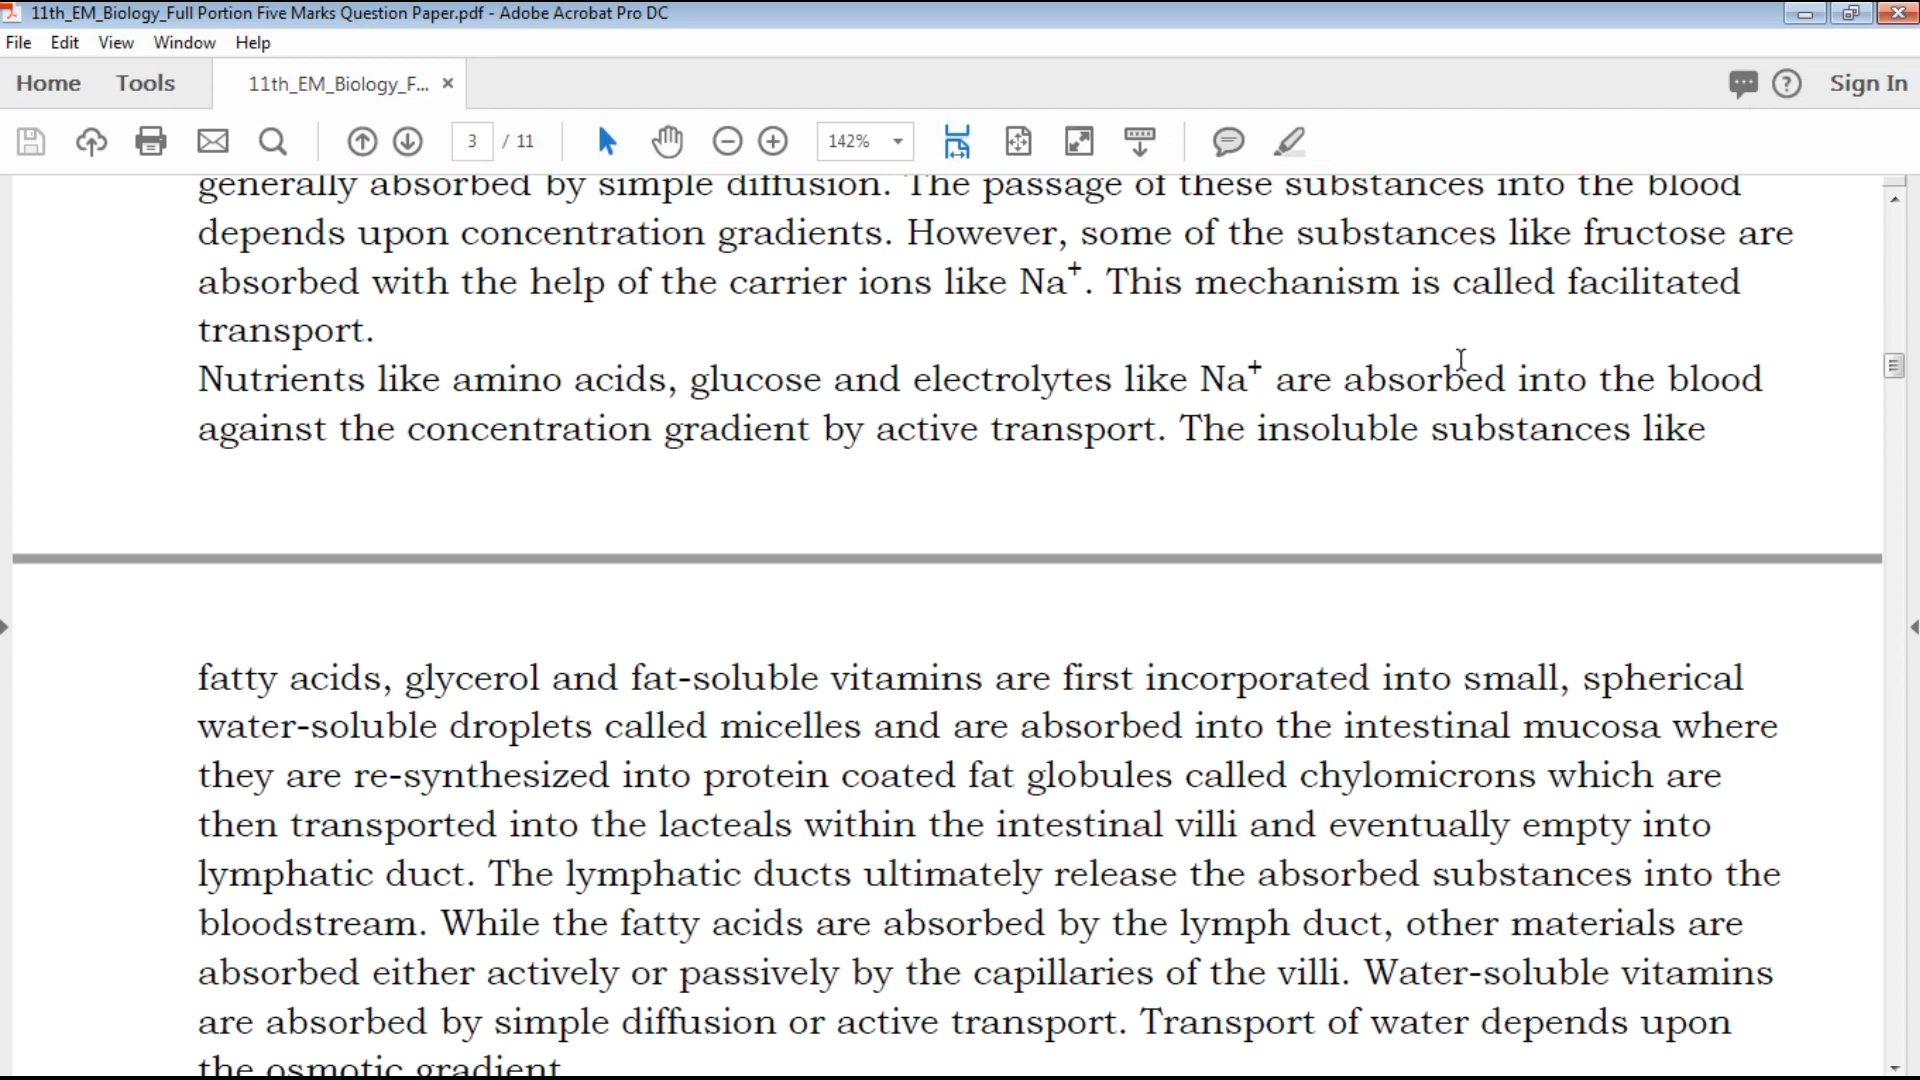 11th_EM_Biology_Full Portion Five Marks Question Paper.pdf - Adobe Acrobat Pro DC
File Edit View Window Help
Home Tools 11th_EM_Biology_F... × Sign In
3 / 11 142%
generally absorbed by simple diffusion. The passage of these substances into the blood
depends upon concentration gradients. However, some of the substances like fructose are
absorbed with the help of the carrier ions like Na⁺. This mechanism is called facilitated
transport.
Nutrients like amino acids, glucose and electrolytes like Na⁺ are absorbed into the blood
against the concentration gradient by active transport. The insoluble substances like
fatty acids, glycerol and fat-soluble vitamins are first incorporated into small, spherical
water-soluble droplets called micelles and are absorbed into the intestinal mucosa where
they are re-synthesized into protein coated fat globules called chylomicrons which are
then transported into the lacteals within the intestinal villi and eventually empty into
lymphatic duct. The lymphatic ducts ultimately release the absorbed substances into the
bloodstream. While the fatty acids are absorbed by the lymph duct, other materials are
absorbed either actively or passively by the capillaries of the villi. Water-soluble vitamins
are absorbed by simple diffusion or active transport. Transport of water depends upon
the osmotic gradient